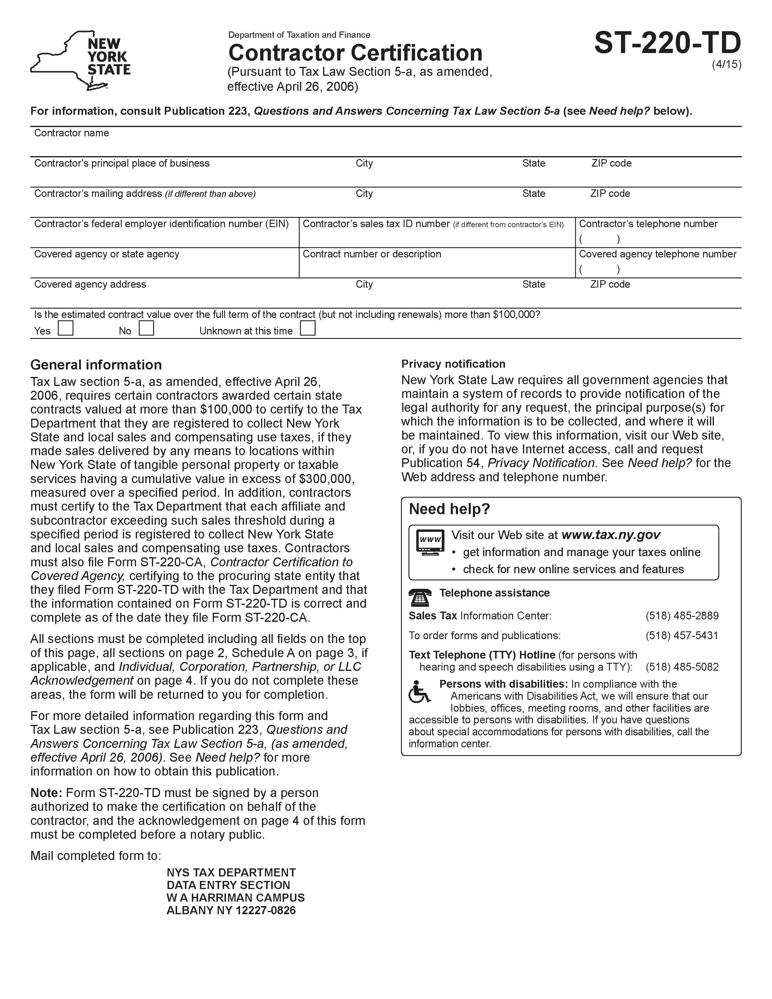 NEW
YORK
STATE
™
Department of Taxation and Finance
Contractor Certification
(Pursuant to Tax Law Section 5-a, as amended,
effective April 26, 2006)
ST-220-TD
(4/15)
For information, consult Publication 223, Questions and Answers Concerning Tax Law Section 5-a (see Need help? below).
Contractor name
Contractor's principal place of business City State ZIP code
Contractor's mailing address (if different than above) City State ZIP code
Contractor's federal employer identification number (EIN) Contractor's sales tax ID number (if different from contractor's EIN) Contractor's telephone number
( )
Covered agency or state agency Contract number or description Covered agency telephone number
( )
Covered agency address City State ZIP code
Is the estimated contract value over the full term of the contract (but not including renewals) more than $100,000?
Yes No Unknown at this time
General information
Tax Law section 5-a, as amended, effective April 26,
2006, requires certain contractors awarded certain state
contracts valued at more than $100,000 to certify to the Tax
Department that they are registered to collect New York
State and local sales and compensating use taxes, if they
made sales delivered by any means to locations within
New York State of tangible personal property or taxable
services having a cumulative value in excess of $300,000,
measured over a specified period. In addition, contractors
must certify to the Tax Department that each affiliate and
subcontractor exceeding such sales threshold during a
specified period is registered to collect New York State
and local sales and compensating use taxes. Contractors
must also file Form ST-220-CA, Contractor Certification to
Covered Agency, certifying to the procuring state entity that
they filed Form ST-220-TD with the Tax Department and that
the information contained on Form ST-220-TD is correct and
complete as of the date they file Form ST-220-CA.
All sections must be completed including all fields on the top
of this page, all sections on page 2, Schedule A on page 3, if
applicable, and Individual, Corporation, Partnership, or LLC
Acknowledgement on page 4. If you do not complete these
areas, the form will be returned to you for completion.
For more detailed information regarding this form and
Tax Law section 5-a, see Publication 223, Questions and
Answers Concerning Tax Law Section 5-a, (as amended,
effective April 26, 2006). See Need help? for more
information on how to obtain this publication.
Note: Form ST-220-TD must be signed by a person
authorized to make the certification on behalf of the
contractor, and the acknowledgement on page 4 of this form
must be completed before a notary public.
Mail completed form to:
NYS TAX DEPARTMENT
DATA ENTRY SECTION
W A HARRIMAN CAMPUS
ALBANY NY 12227-0826
Privacy notification
New York State Law requires all government agencies that
maintain a system of records to provide notification of the
legal authority for any request, the principal purpose(s) for
which the information is to be collected, and where it will
be maintained. To view this information, visit our Web site,
or, if you do not have Internet access, call and request
Publication 54, Privacy Notification. See Need help? for the
Web address and telephone number.
Need help?
www
Visit our Web site at www.tax.ny.gov
• get information and manage your taxes online
• check for new online services and features
Telephone assistance
Sales Tax Information Center: (518) 485-2889
To order forms and publications: (518) 457-5431
Text Telephone (TTY) Hotline (for persons with
hearing and speech disabilities using a TTY): (518) 485-5082
Persons with disabilities: In compliance with the
Americans with Disabilities Act, we will ensure that our
lobbies, offices, meeting rooms, and other facilities are
accessible to persons with disabilities. If you have questions
about special accommodations for persons with disabilities, call the
information center.